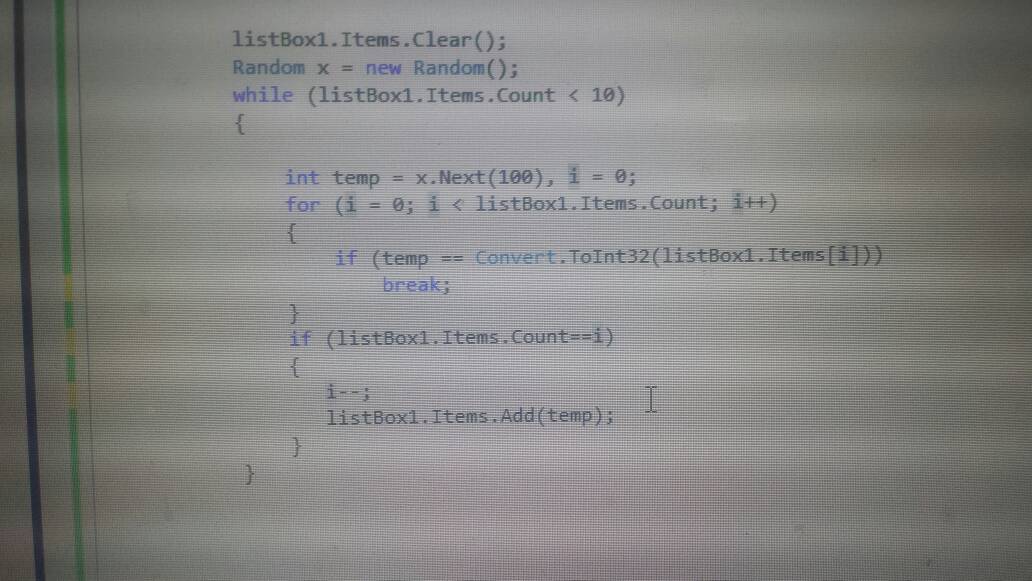 listBox1.Items.Clear();
Random x = new Random();
while (listBox1.Items.Count < 10)
{
int temp = x.Next(100), i = 0;
for (i = 0; i < listBox1.Items.Count; i++)
{
if (temp == Convert.ToInt32(listBox1.Items[i]))
break;
}
if (listBox1.Items.Count==i)
{
i--;
listBox1.Items.Add(temp);
}
}